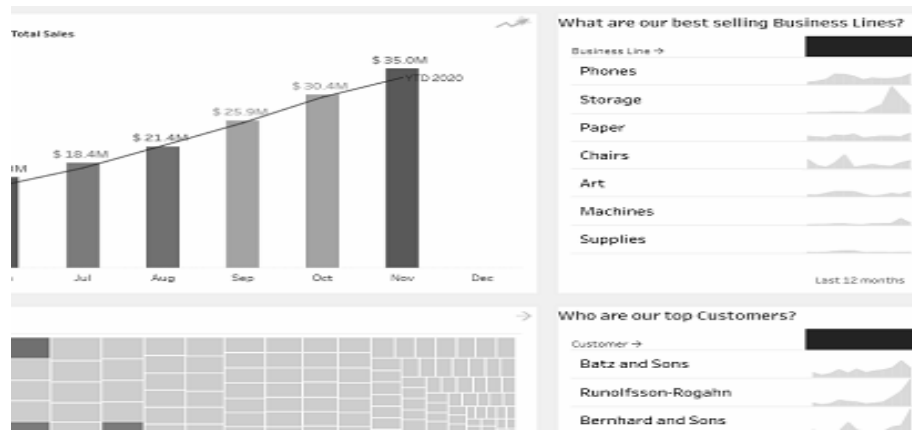 Total Sales
$ 35.0M
YTD 2020
$ 30.4M
$ 25.9M
$ 21.4M
$ 18.4M
M
Jul Aug Sep Oct Nov Dec
What are our best selling Business Lines?
Business Line →
Phones
Storage
Paper
Chairs
Art
Machines
Supplies
Last 12 months
Who are our top Customers?
Customer →
Batz and Sons
Runolfsson-Rogahn
Bernhard and Sons